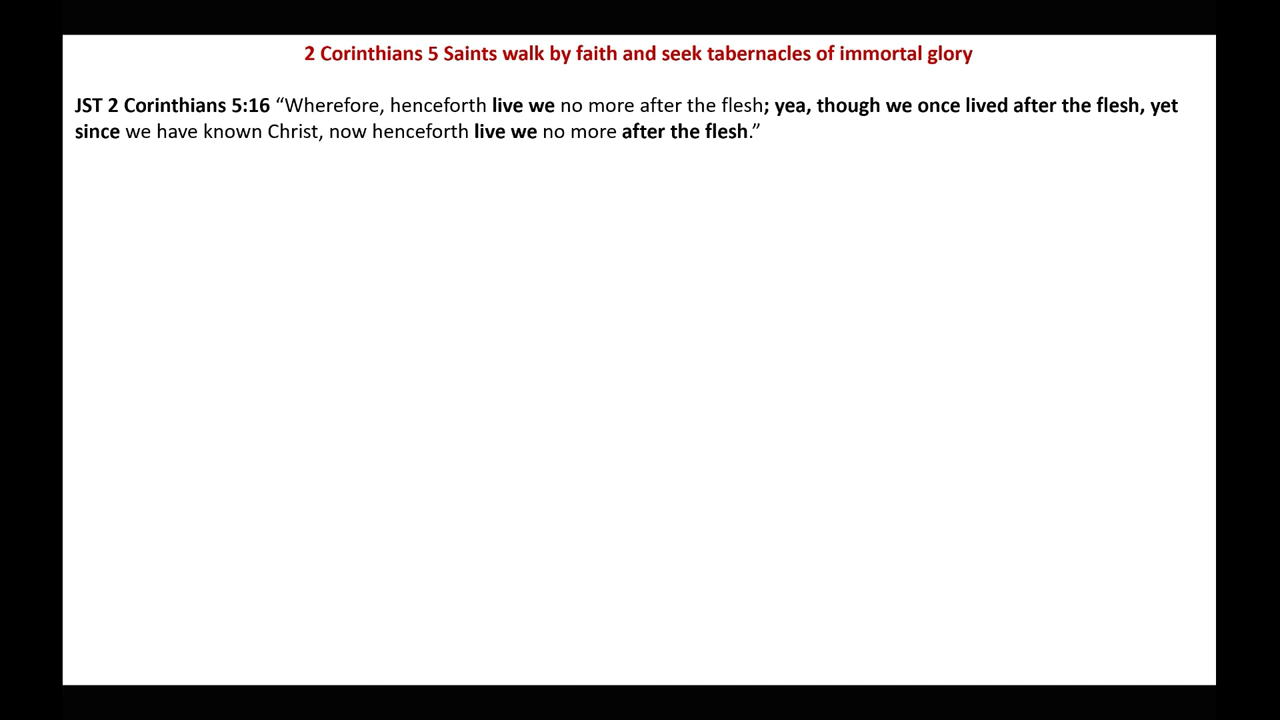 2 Corinthians 5 Saints walk by faith and seek tabernacles of immortal glory
JST 2 Corinthians 5:16 “Wherefore, henceforth live we no more after the flesh; yea, though we once lived after the flesh, yet
since we have known Christ, now henceforth live we no more after the flesh.”